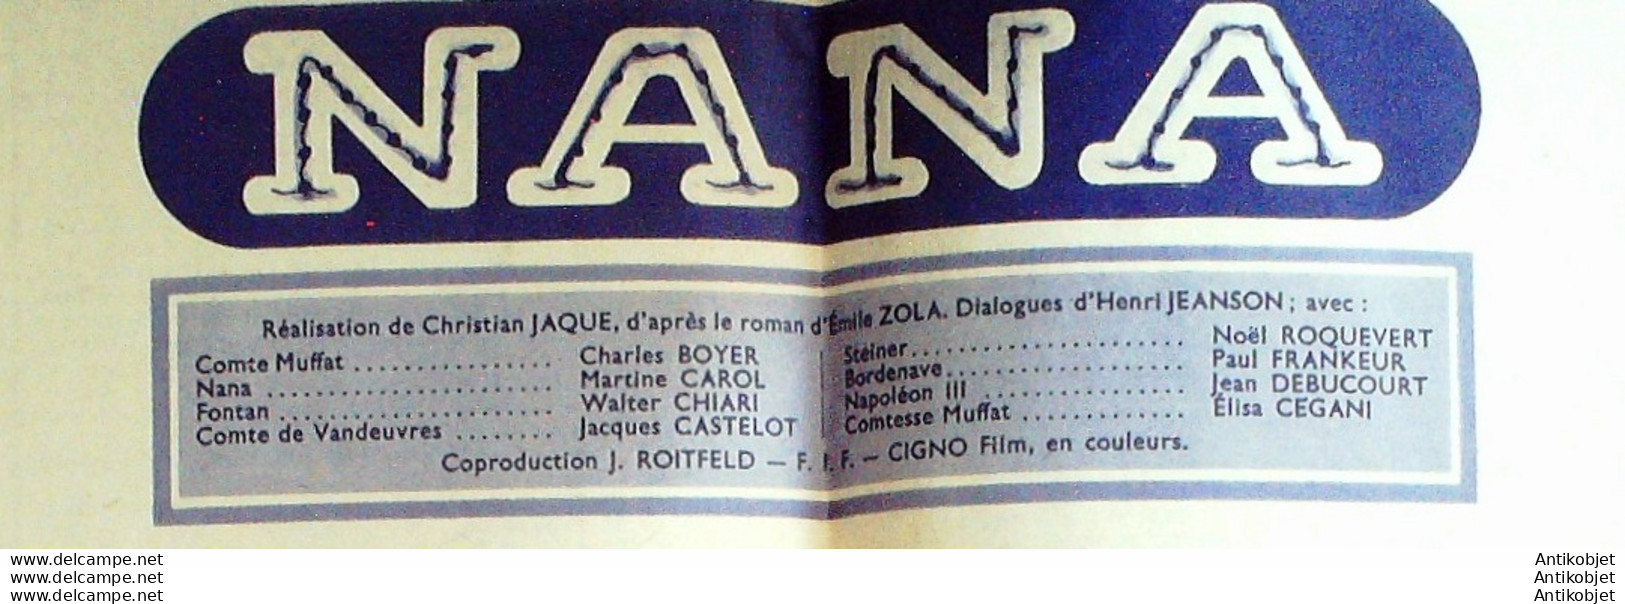 NANA
Réalisation de Christian JAQUE, d'après le roman d'Émile ZOLA. Dialogues d'Henri JEANSON ; avec :
Comte Muffat ................ Charles BOYER
Nana .................... Martine CAROL
Fontan .................... Walter CHIARI
Comte de Vandeuvres ........ Jacques CASTELOT
Steiner........................ Noël ROQUEVERT
Bordenave.................... Paul FRANKEUR
Napoléon III ................ Jean DEBUCOURT
Comtesse Muffat .............. Élisa CEGANI
Coproduction J. ROITFELD — F. I. F. — CIGNO Film, en couleurs.
www.delcampe.net
www.delcampe.net
www.delcampe.net
Antikobjet
Antikobjet
Antikobjet